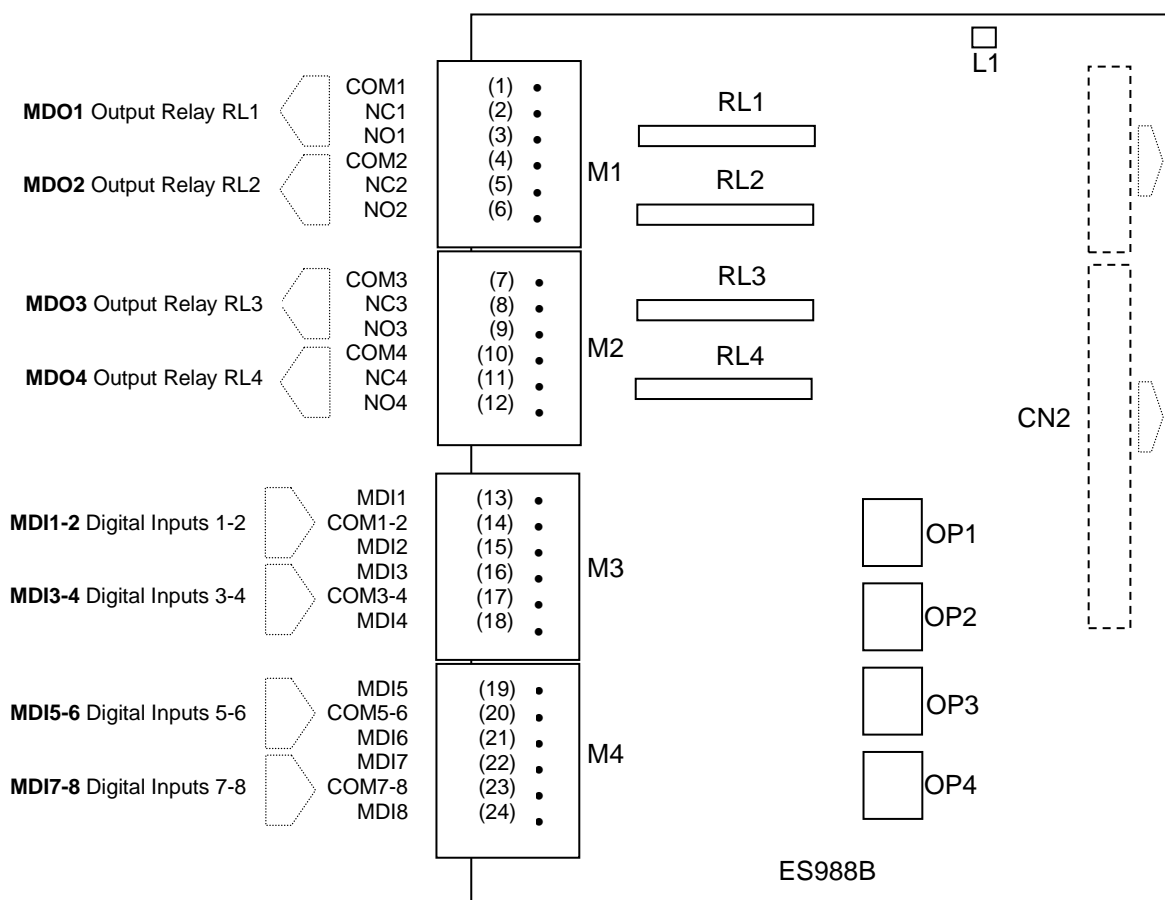 L1
COM1 (1)
MDO1 Output Relay RL1 NC1 (2) RL1
NO1 (3)
COM2 (4)
M1
MDO2 Output Relay RL2 NC2 (5) RL2
NO2 (6)
COM3 (7)
MDO3 Output Relay RL3 NC3 (8) RL3
NO3 (9)
COM4 (10)
M2
MDO4 Output Relay RL4 NC4 (11) RL4
NO4 (12)
CN2
MDI1 (13)
MDI1-2 Digital Inputs 1-2 COM1-2 (14) OP1
MDI2 (15)
MDI3 (16)
M3
MDI3-4 Digital Inputs 3-4 COM3-4 (17) OP2
MDI4 (18)
MDI5 (19)
MDI5-6 Digital Inputs 5-6 COM5-6 (20) OP3
MDI6 (21)
MDI7 (22)
M4
MDI7-8 Digital Inputs 7-8 COM7-8 (23) OP4
MDI8 (24)
ES988B